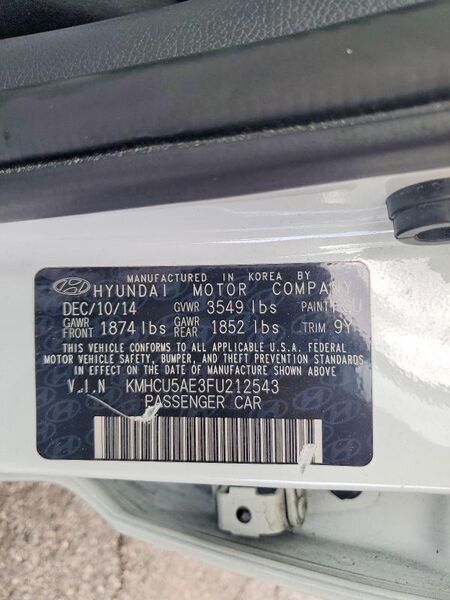 MANUFACTURED IN KOREA BY
HYUNDAI MOTOR COMPANY
DEC/10/14 GVWR 3549 lbs PAINT
GAWR FRONT 1874 lbs GAWR REAR 1852 lbs TRIM 9Y
THIS VEHICLE CONFORMS TO ALL APPLICABLE U.S.A. FEDERAL
MOTOR VEHICLE SAFETY, BUMPER, AND THEFT PREVENTION
STANDARDS IN EFFECT ON THE DATE OF MANUFACTURE SHOWN ABOVE
V.I.N KMHCU5AE3FU212543
PASSENGER CAR